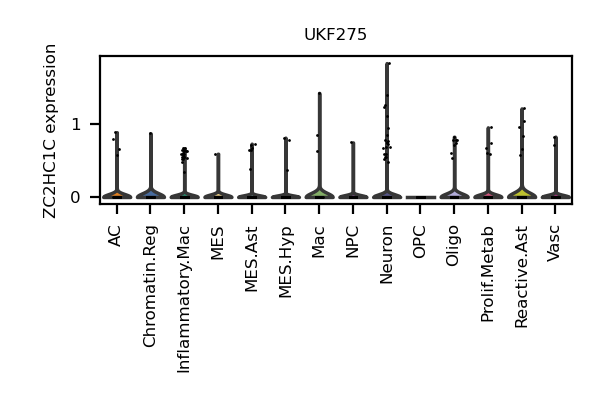 UKF275
ZC2HC1C expression
1
0
AC
Chromatin.Reg
Inflammatory.Mac
MES
MES.Ast
MES.Hyp
Mac
NPC
Neuron
OPC
Oligo
Prolif.Metab
Reactive.Ast
Vasc